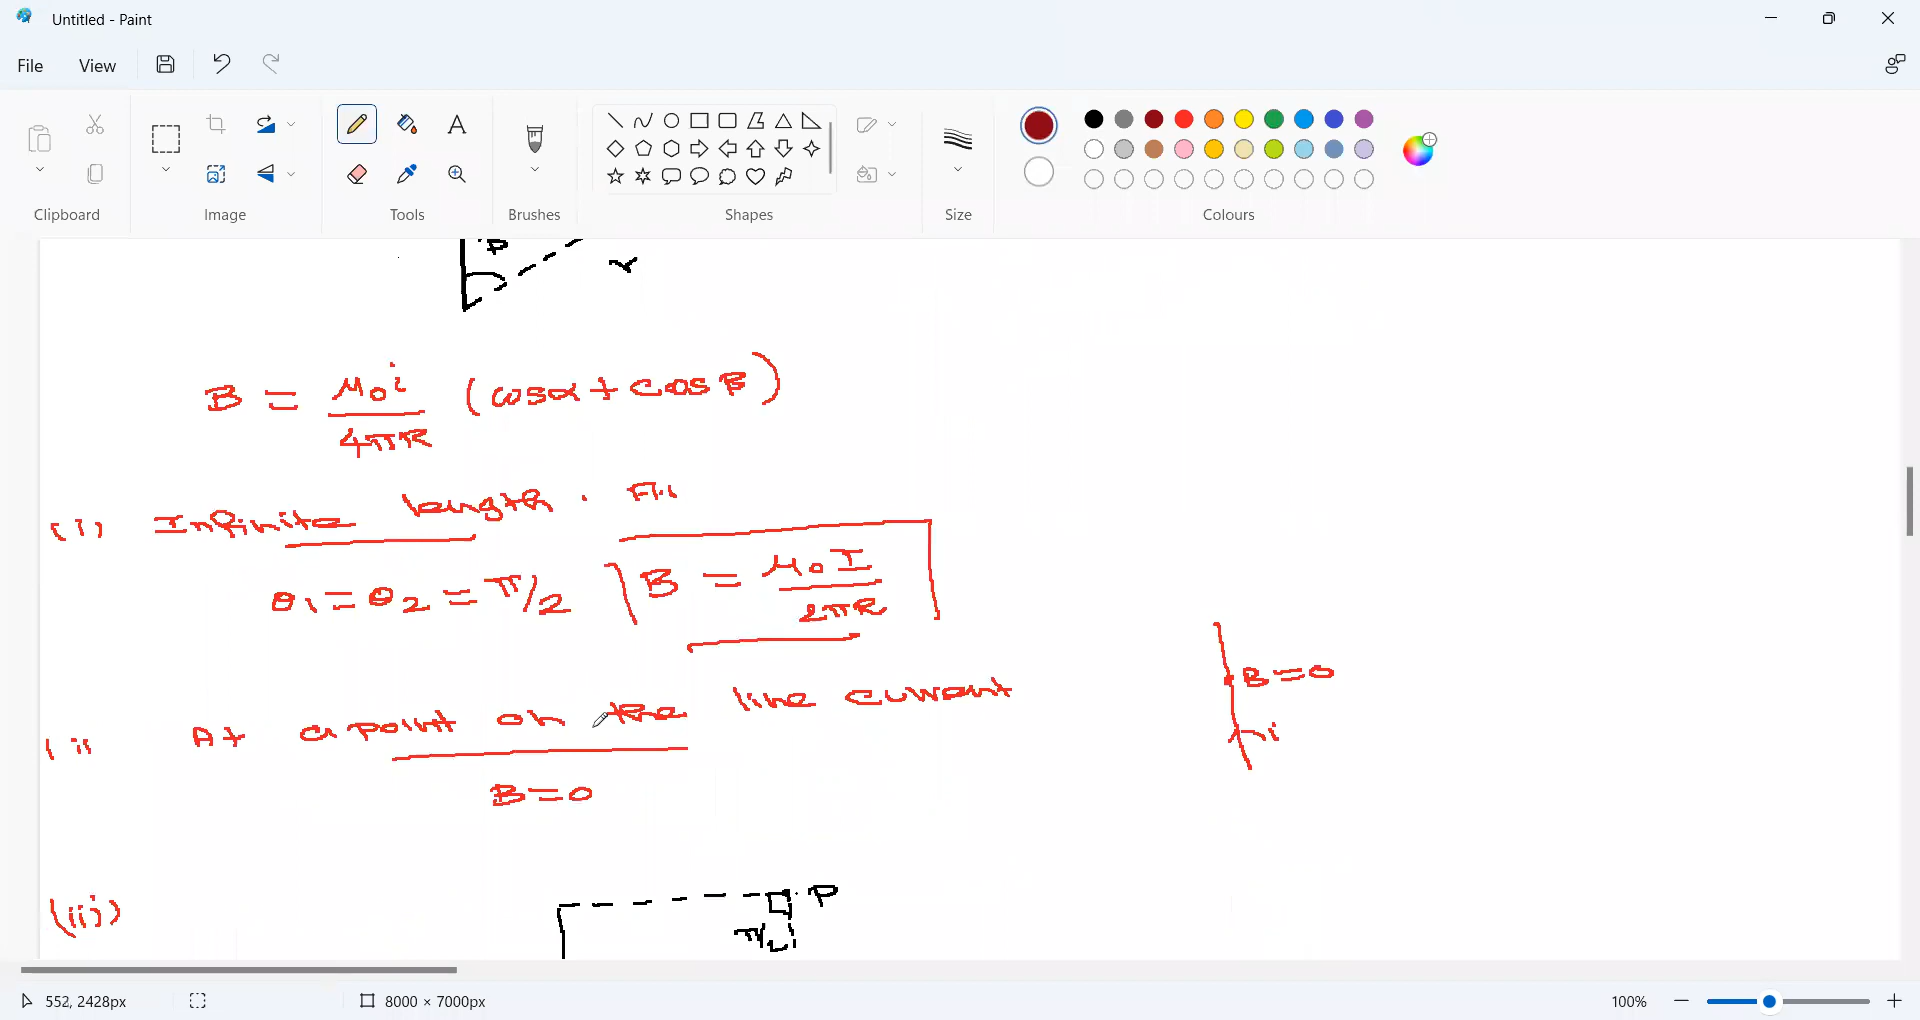 Untitled - Paint
File View
Clipboard Image Tools Brushes Shapes Size Colours
B
r
B = μ₀i / 4πR (cosα + cosβ)
(i) Infinite length.
θ₁ = θ₂ = π/2 B = μ₀I / 2πR
B=0
i
(ii At a point on the line current
B=0
(iii)
P
552, 2428px 8000 × 7000px 100%